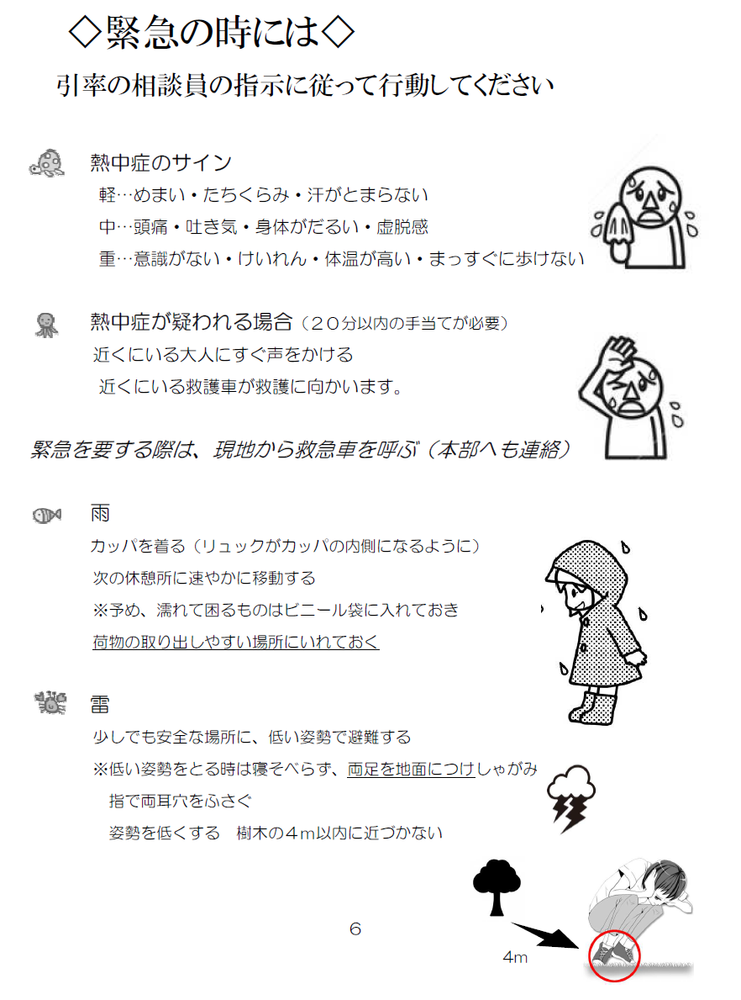 ◇緊急の時には◇
引率の相談員の指示に従って行動してください
熱中症のサイン
軽…めまい・たちくらみ・汗がとまらない
中…頭痛・吐き気・身体がだるい・虚脱感
重…意識がない・けいれん・体温が高い・まっすぐに歩けない
熱中症が疑われる場合（２０分以内の手当てが必要）
近くにいる大人にすぐ声をかける
近くにいる救護車が救護に向かいます。
緊急を要する際は、現地から救急車を呼ぶ（本部へも連絡）
雨
カッパを着る（リュックがカッパの内側になるように）
次の休憩所に速やかに移動する
※予め、濡れて困るものはビニール袋に入れておき
荷物の取り出しやすい場所にいれておく
雷
少しでも安全な場所に、低い姿勢で避難する
※低い姿勢をとる時は寝そべらず、両足を地面につけしゃがみ
指で両耳穴をふさぐ
姿勢を低くする　樹木の４ｍ以内に近づかない
4m
6